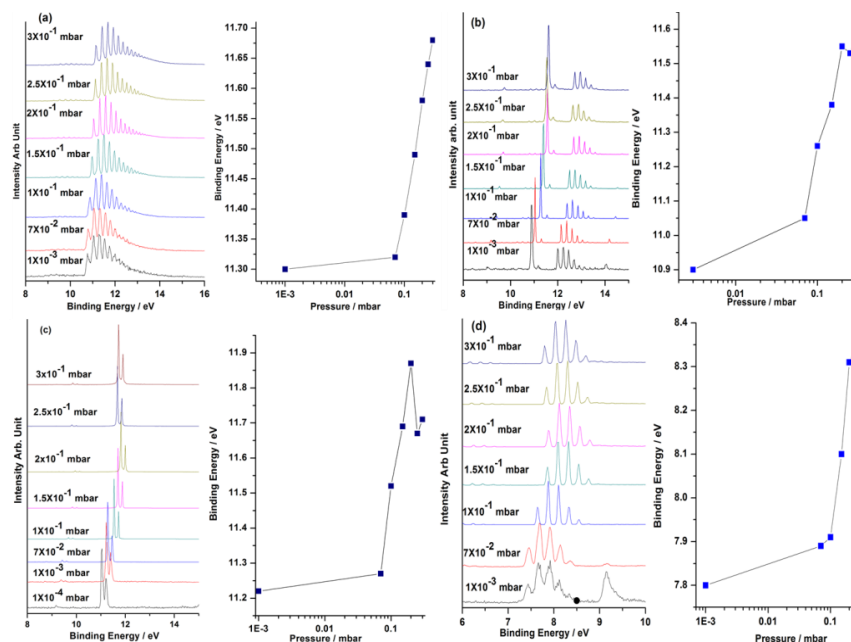 (a)
3X10⁻¹ mbar
2.5X10⁻¹ mbar
2X10⁻¹ mbar
1.5X10⁻¹ mbar
1X10⁻¹ mbar
7X10⁻² mbar
1X10⁻³ mbar
Intensity Arb Unit
8 10 12 14 16
Binding Energy / eV
11.70
11.65
11.60
11.55
11.50
11.45
11.40
11.35
11.30
Binding Energy / eV
1E-3 0.01 0.1
Pressure / mbar
(b)
3X10⁻¹ mbar
2.5X10⁻¹ mbar
2X10⁻¹ mbar
1.5X10⁻¹ mbar
1X10⁻¹ mbar
7X10⁻² mbar
1X10⁻³ mbar
Intensity arb. unit
8 9 10 11 12 13 14 15
Binding Energy / eV
11.6
11.5
11.4
11.3
11.2
11.1
11.0
10.9
Binding Energy / eV
0.01 0.1
Pressure / mbar
(c)
3x10⁻¹ mbar
2.5x10⁻¹ mbar
2x10⁻¹ mbar
1.5X10⁻¹ mbar
1X10⁻¹ mbar
7X10⁻² mbar
1X10⁻³ mbar
1X10⁻⁴ mbar
Intensity Arb. Unit
8 9 10 11 12 13 14 15
Binding Energy / eV
11.9
11.8
11.7
11.6
11.5
11.4
11.3
11.2
Binding Energy / eV
1E-3 0.01 0.1
Pressure / mbar
(d)
3X10⁻¹ mbar
2.5X10⁻¹ mbar
2X10⁻¹ mbar
1.5X10⁻¹ mbar
1X10⁻¹ mbar
7X10⁻² mbar
1X10⁻³ mbar
Intensity Arb Unit
6 7 8 9 10
Binding Energy / eV
8.4
8.3
8.2
8.1
8.0
7.9
7.8
Binding Energy / eV
1E-3 0.01 0.1
Pressure / mbar